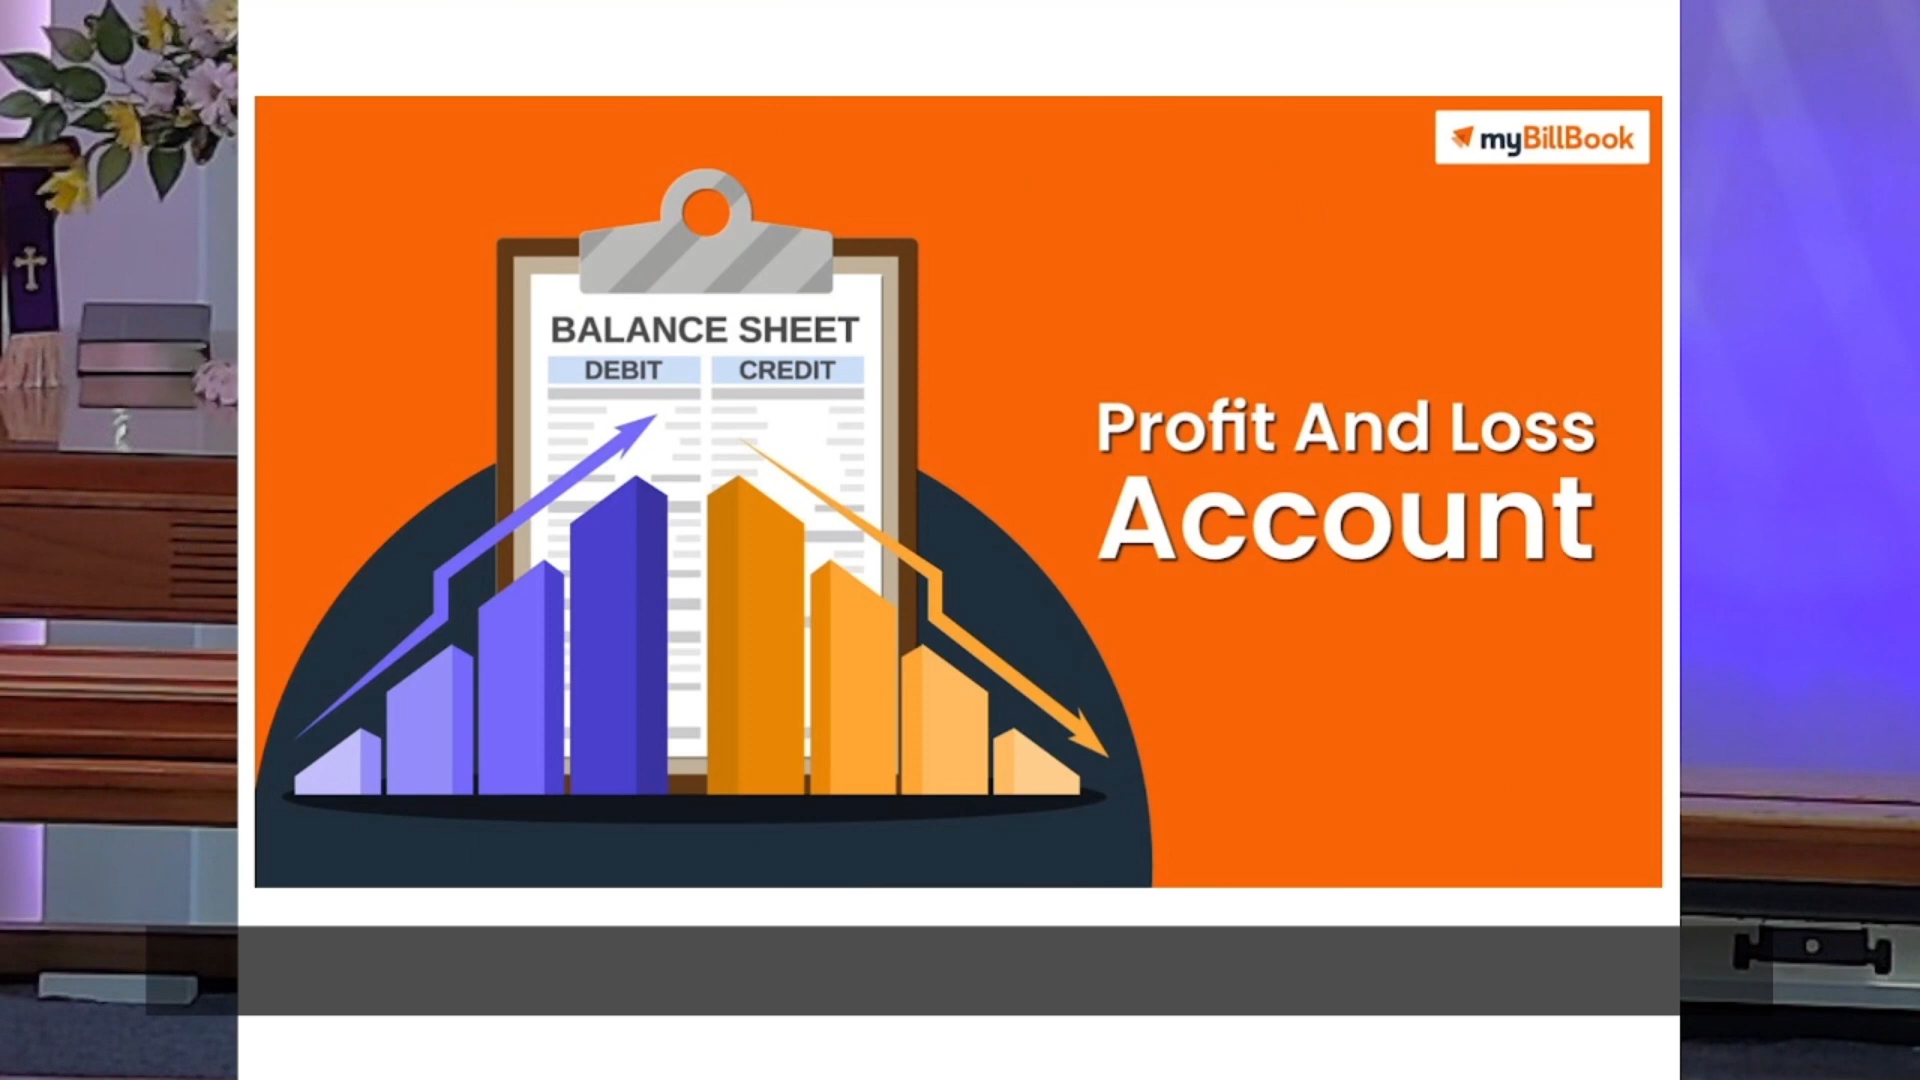 myBillBook
BALANCE SHEET
DEBIT CREDIT
Profit And Loss
Account